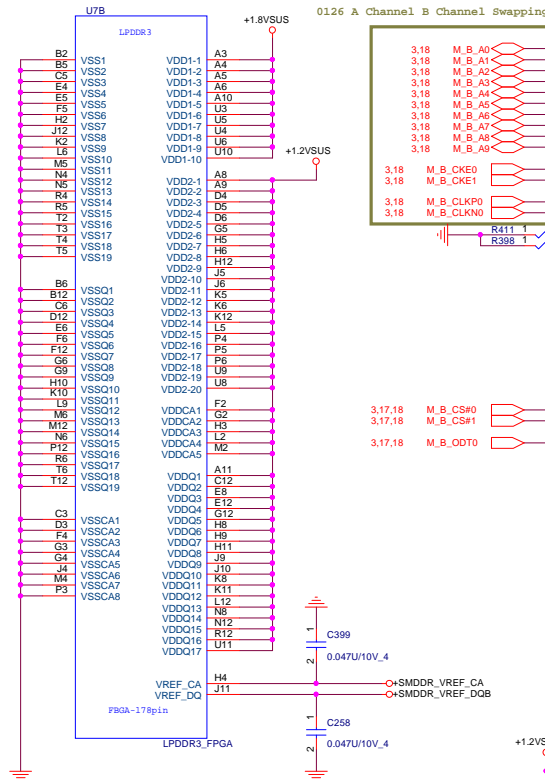 0126 A Channel B Channel Swapping
U7B
LPDDR3
+1.8VSUS
B2 VSS1
B5 VSS2
C5 VSS3
E4 VSS4
E5 VSS5
F5 VSS6
H2 VSS7
J12 VSS8
K2 VSS9
L6 VSS10
M5 VSS11
N4 VSS12
N5 VSS13
R4 VSS14
R5 VSS15
T2 VSS16
T3 VSS17
T4 VSS18
T5 VSS19
B6 VSSQ1
B12 VSSQ2
C6 VSSQ3
D12 VSSQ4
E6 VSSQ5
F6 VSSQ6
F12 VSSQ7
G6 VSSQ8
G9 VSSQ9
H10 VSSQ10
K10 VSSQ11
L9 VSSQ12
M6 VSSQ13
M12 VSSQ14
N6 VSSQ15
P12 VSSQ16
R6 VSSQ17
T6 VSSQ18
T12 VSSQ19
C3 VSSCA1
D3 VSSCA2
F4 VSSCA3
G3 VSSCA4
G4 VSSCA5
J4 VSSCA6
M4 VSSCA7
P3 VSSCA8
VDD1-1 A3
VDD1-2 A4
VDD1-3 A5
VDD1-4 A6
VDD1-5 A10
VDD1-6 U3
VDD1-7 U5
VDD1-8 U4
VDD1-9 U6
VDD1-10 U10
+1.2VSUS
VDD2-1 A8
VDD2-2 A9
VDD2-3 D4
VDD2-4 D5
VDD2-5 D6
VDD2-6 G5
VDD2-7 H5
VDD2-8 H6
VDD2-9 H12
VDD2-10 J5
VDD2-11 J6
VDD2-12 K5
VDD2-13 K6
VDD2-14 K12
VDD2-15 L5
VDD2-16 P4
VDD2-17 P5
VDD2-18 P6
VDD2-19 U9
VDD2-20 U8
VDDCA1 F2
VDDCA2 G2
VDDCA3 H3
VDDCA4 L2
VDDCA5 M2
VDDQ1 A11
VDDQ2 C12
VDDQ3 E8
VDDQ4 E12
VDDQ5 G12
VDDQ6 H8
VDDQ7 H9
VDDQ8 H11
VDDQ9 J9
VDDQ10 J10
VDDQ11 K8
VDDQ12 K11
VDDQ13 L12
VDDQ14 N8
VDDQ15 N12
VDDQ16 R12
VDDQ17 U11
VREF_CA H4
VREF_DQ J11
FBGA-178pin
LPDDR3_FPGA
3,18 M_B_A0
3,18 M_B_A1
3,18 M_B_A2
3,18 M_B_A3
3,18 M_B_A4
3,18 M_B_A5
3,18 M_B_A6
3,18 M_B_A7
3,18 M_B_A8
3,18 M_B_A9
3,18 M_B_CKE0
3,18 M_B_CKE1
3,18 M_B_CLKP0
3,18 M_B_CLKN0
R411 1
R398 1
3,17,18 M_B_CS#0
3,17,18 M_B_CS#1
3,17,18 M_B_ODT0
1
C399
0.047U/10V_4
2
+SMDDR_VREF_CA
+SMDDR_VREF_DQB
1
C258
0.047U/10V_4
2
+1.2VS